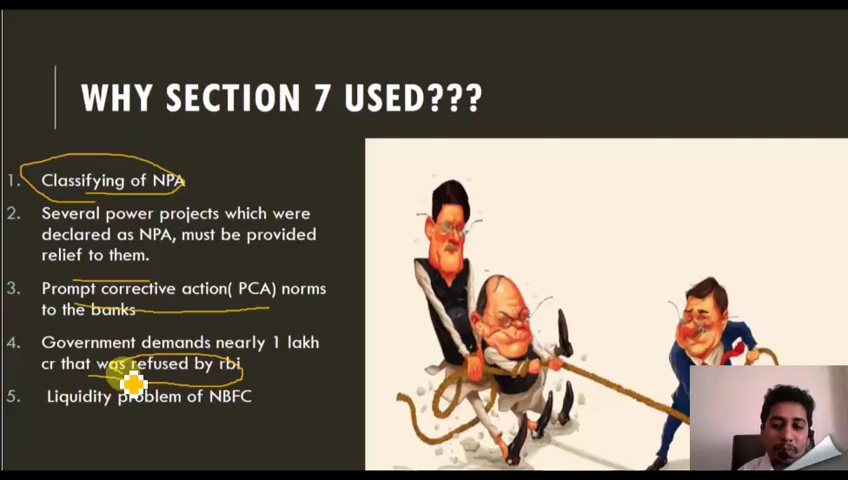 WHY SECTION 7 USED???
1. Classifying of NPA
2. Several power projects which were
declared as NPA, must be provided
relief to them.
3. Prompt corrective action( PCA) norms
to the banks
4. Government demands nearly 1 lakh
cr that was refused by rbi
5. Liquidity problem of NBFC